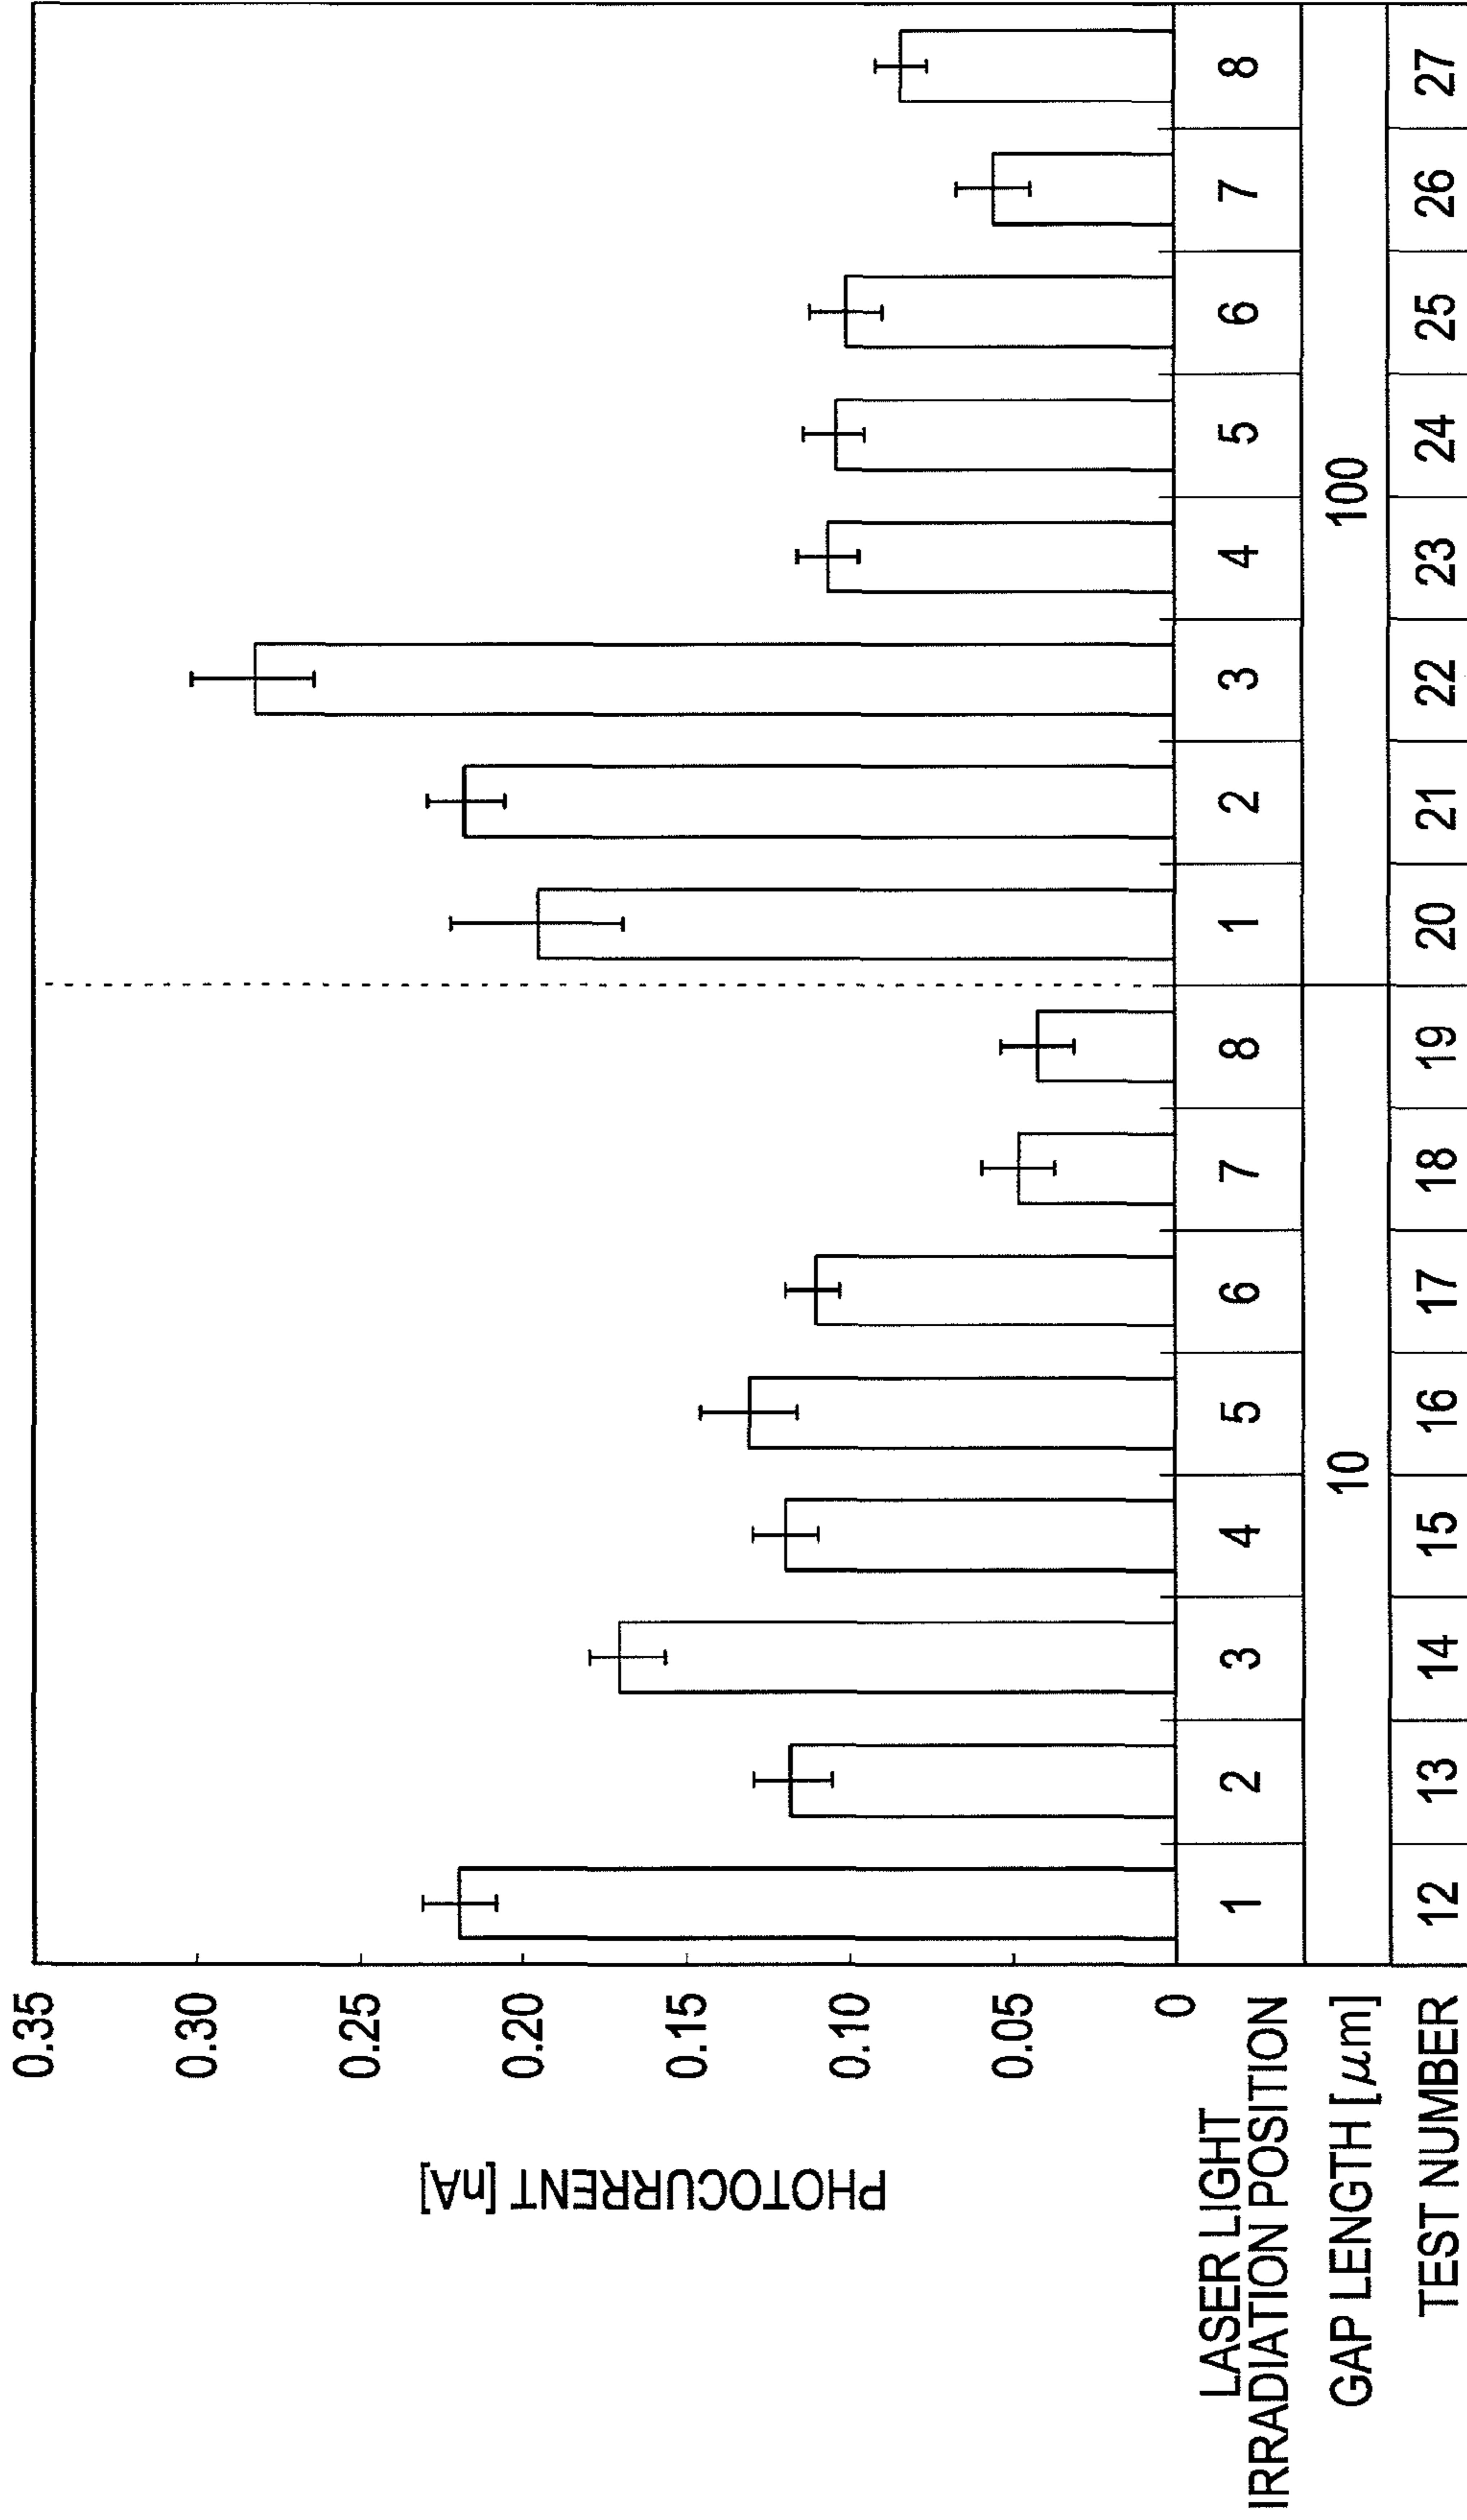 PHOTOCURRENT [nA]
0.35
0.30
0.25
0.20
0.15
0.10
0.05
0
LASER LIGHT
IRRADIATION POSITION 1 2 3 4 5 6 7 8 1 2 3 4 5 6 7 8
GAP LENGTH [μm] 10 100
TEST NUMBER 12 13 14 15 16 17 18 19 20 21 22 23 24 25 26 27